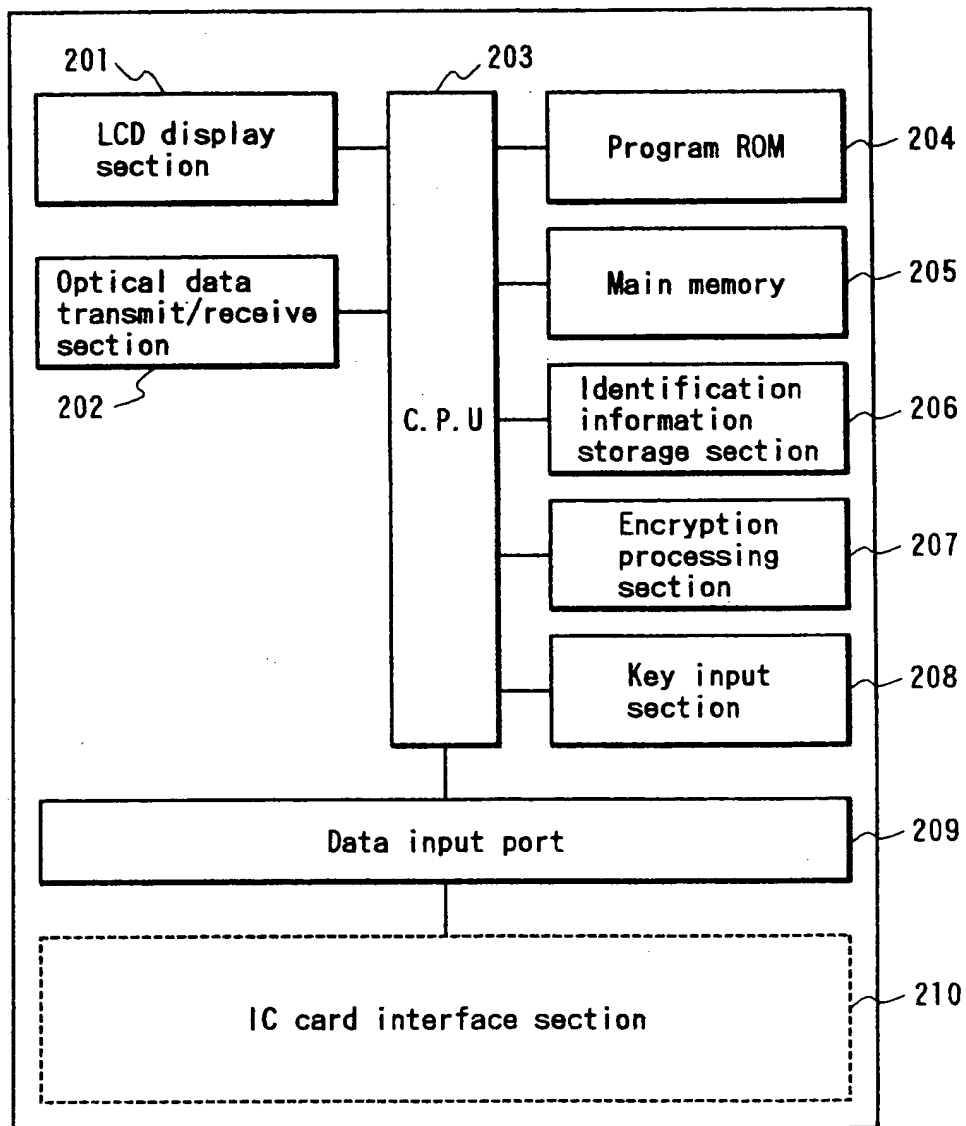 201
LCD display
section
203
Program ROM
204
Optical data
transmit/receive
section
202
Main memory
205
C.P.U
Identification
information
storage section
206
Encryption
processing
section
207
Key input
section
208
Data input port
209
IC card interface section
210